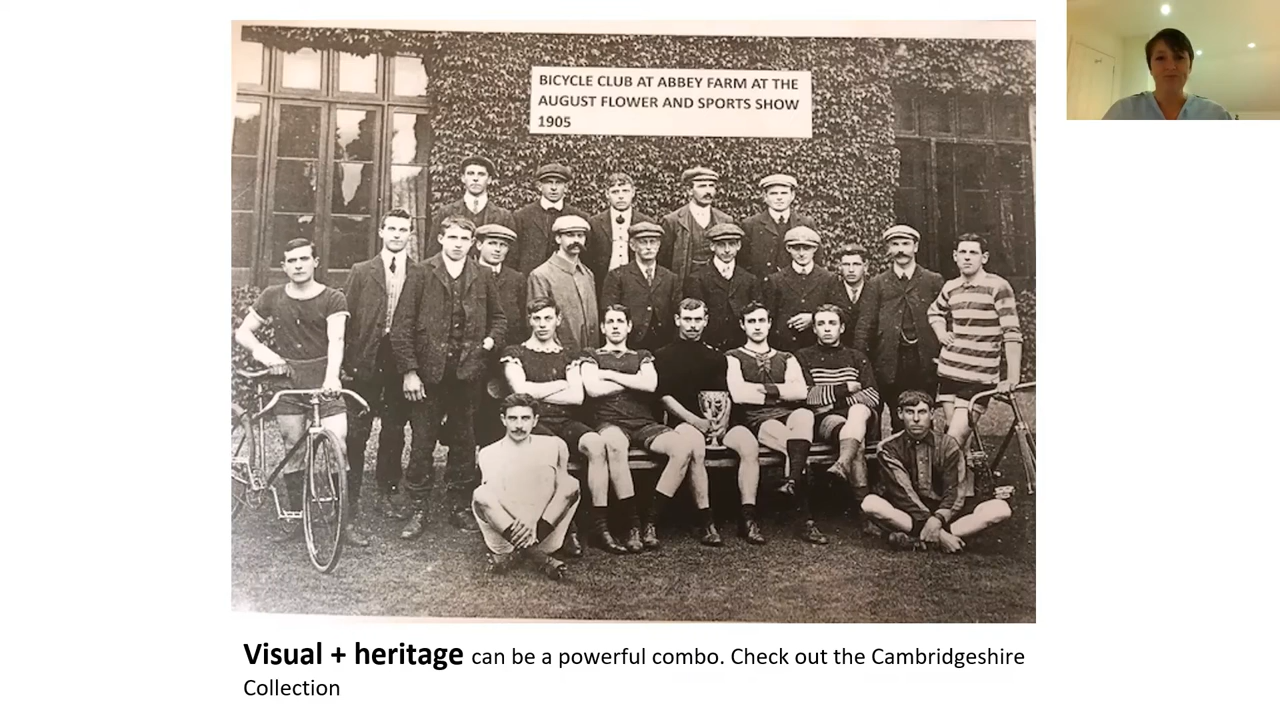 BICYCLE CLUB AT ABBEY FARM AT THE
AUGUST FLOWER AND SPORTS SHOW
1905
Visual + heritage can be a powerful combo. Check out the Cambridgeshire
Collection